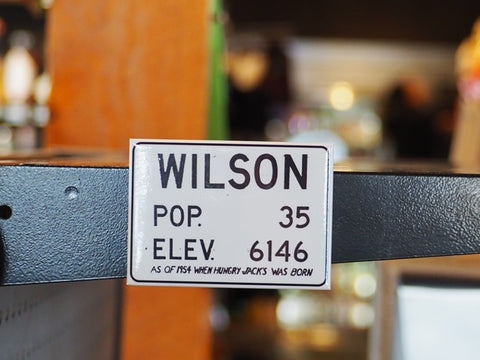 WILSON
POP. 35
ELEV. 6146
AS OF 1954 WHEN HUNGRY JACK'S WAS BORN